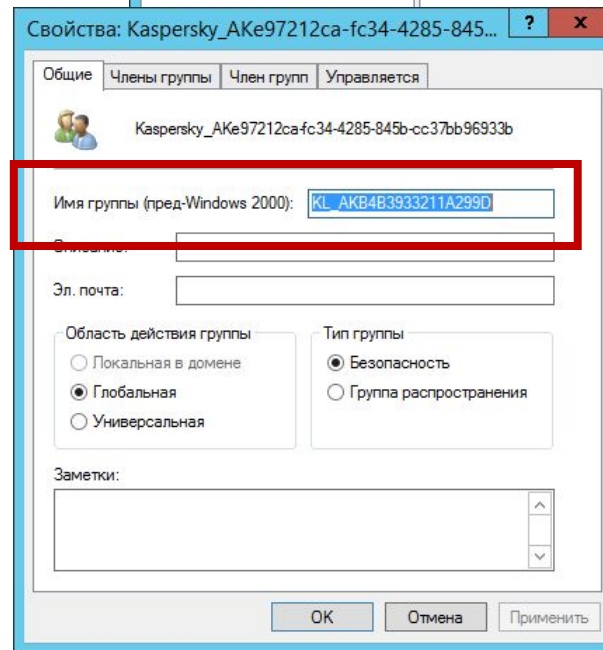 Свойства: Kaspersky_AKe97212ca-fc34-4285-845...
? x
Общие Члены группы Член групп Управляется
Kaspersky_AKe97212ca-fc34-4285-845b-cc37bb96933b
Имя группы (пред-Windows 2000): KL_AKB4B3933211A299D
Описание:
Эл. почта:
Область действия группы Тип группы
Локальная в домене Безопасность
Глобальная Группа распространения
Универсальная
Заметки:
OK Отмена Применить